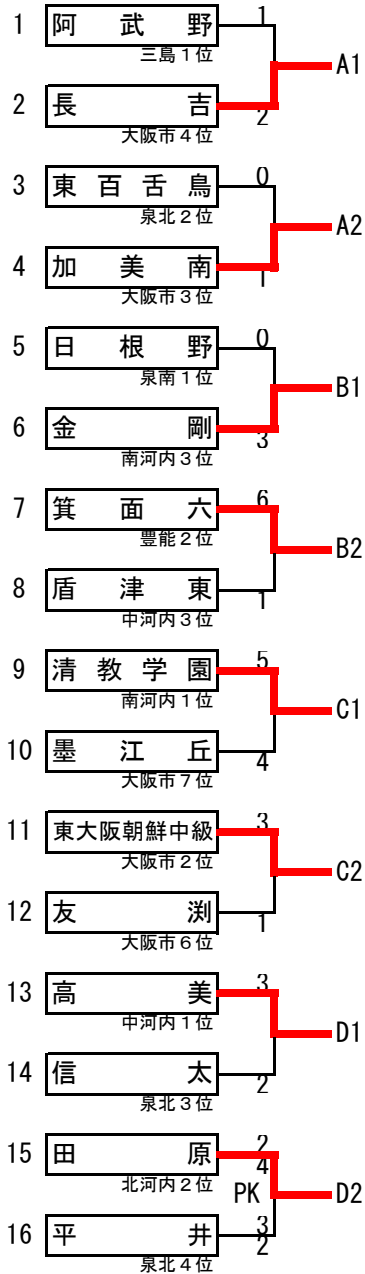 1 阿武野 1
三島1位
A1
2 長吉 2
大阪市4位
3 東百舌鳥 0
泉北2位
A2
4 加美南 1
大阪市3位
5 日根野 0
泉南1位
B1
6 金剛 3
南河内3位
7 箕面六 6
豊能2位
B2
8 盾津東 1
中河内3位
9 清教学園 5
南河内1位
C1
10 墨江丘 4
大阪市7位
11 東大阪朝鮮中級 3
大阪市2位
C2
12 友渕 1
大阪市6位
13 高美 3
中河内1位
D1
14 信太 2
泉北3位
15 田原 2
4
北河内2位 PK
D2
3
16 平井 2
泉北4位